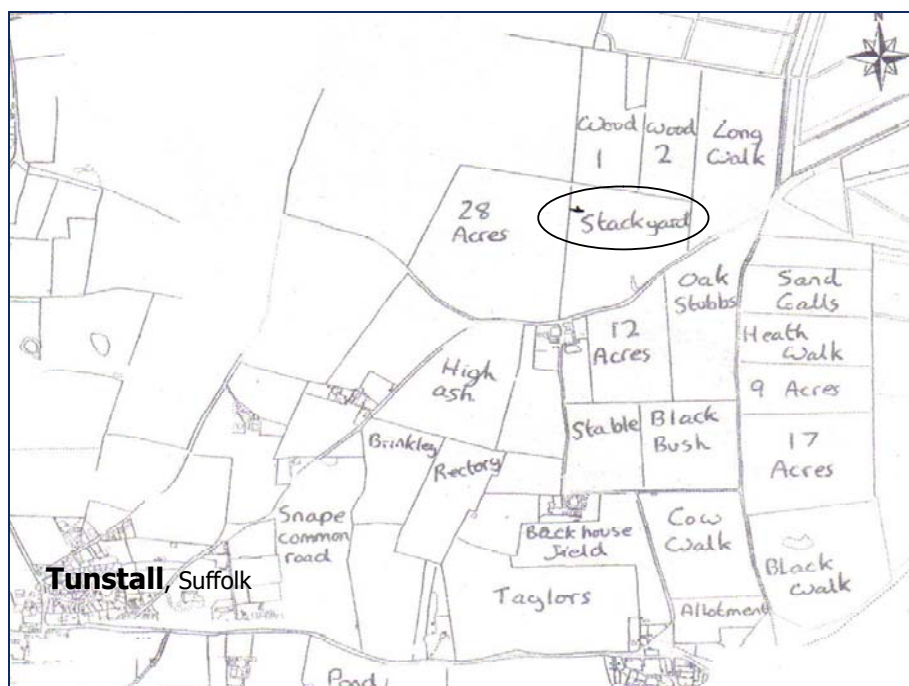 N
Wood
1
Wood
2
Long
Walk
28
Acres
Stackyard
Oak
Stubbs
Sand
Galls
12
Acres
Heath
Walk
High
ash
9 Acres
Stable
Black
Bush
17
Acres
Brinkley
Rectory
Snape
common
road
Back house
field
Cow
Walk
Black
Walk
Tunstall, Suffolk
Taylors
Allotment
Pond